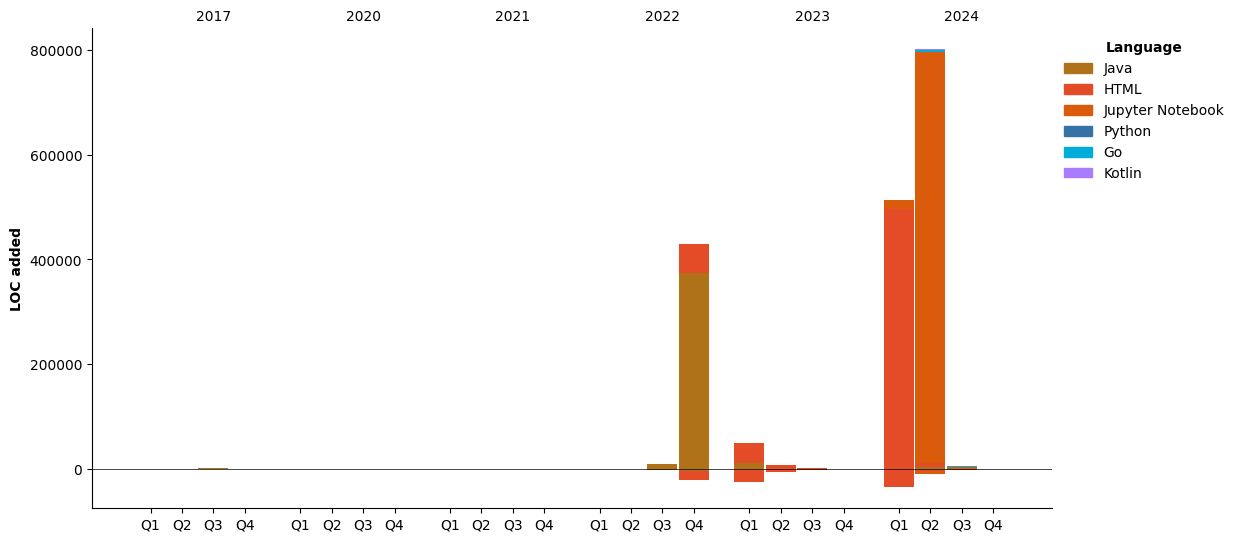 2017 2020 2021 2022 2023 2024
Language
Java
HTML
Jupyter Notebook
Python
Go
Kotlin
LOC added
800000
600000
400000
200000
0
Q1 Q2 Q3 Q4 Q1 Q2 Q3 Q4 Q1 Q2 Q3 Q4 Q1 Q2 Q3 Q4 Q1 Q2 Q3 Q4 Q1 Q2 Q3 Q4